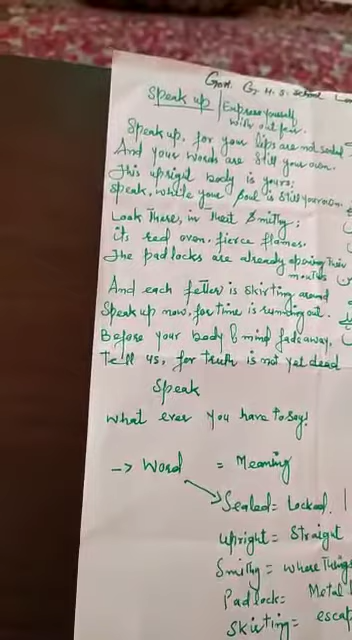 Govt. G. H. S. School
Speak up | Express yourself
with out fear.
Speak up, for your lips are not sealed
And your words are still your own.
This upright body is yours;
Speak, while your soul is still your own.
Look There, in Theit Smithy;
its red oven, fierce flames.
The padlocks are already opening their
mouths
And each fetter is skirting around
Speak up now, for time is running out.
Before your body & mind fade away,
Tell us, for truth is not yet dead
Speak
what ever you have to say!
-> Word = Meaning
Sealed = Locked.
Upright = Straight
Smithy = where Things
Padlock = Metal
Skirting =